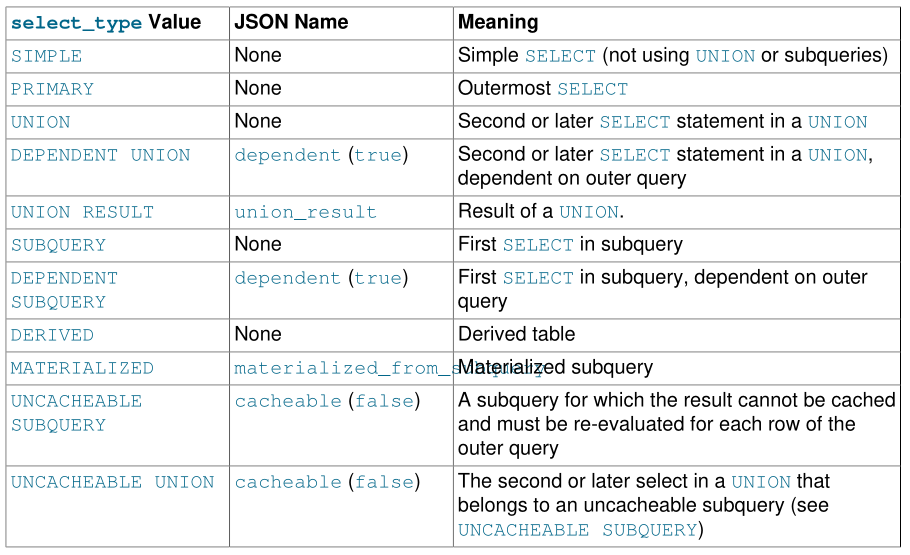 select_type Value JSON Name Meaning
SIMPLE None Simple SELECT (not using UNION or subqueries)
PRIMARY None Outermost SELECT
UNION None Second or later SELECT statement in a UNION
DEPENDENT UNION dependent (true) Second or later SELECT statement in a UNION,
dependent on outer query
UNION RESULT union_result Result of a UNION.
SUBQUERY None First SELECT in subquery
DEPENDENT dependent (true) First SELECT in subquery, dependent on outer
SUBQUERY query
DERIVED None Derived table
MATERIALIZED materialized_from_subquery Materialized subquery
UNCACHEABLE cacheable (false) A subquery for which the result cannot be cached
SUBQUERY and must be re-evaluated for each row of the
outer query
UNCACHEABLE UNION cacheable (false) The second or later select in a UNION that
belongs to an uncacheable subquery (see
UNCACHEABLE SUBQUERY)